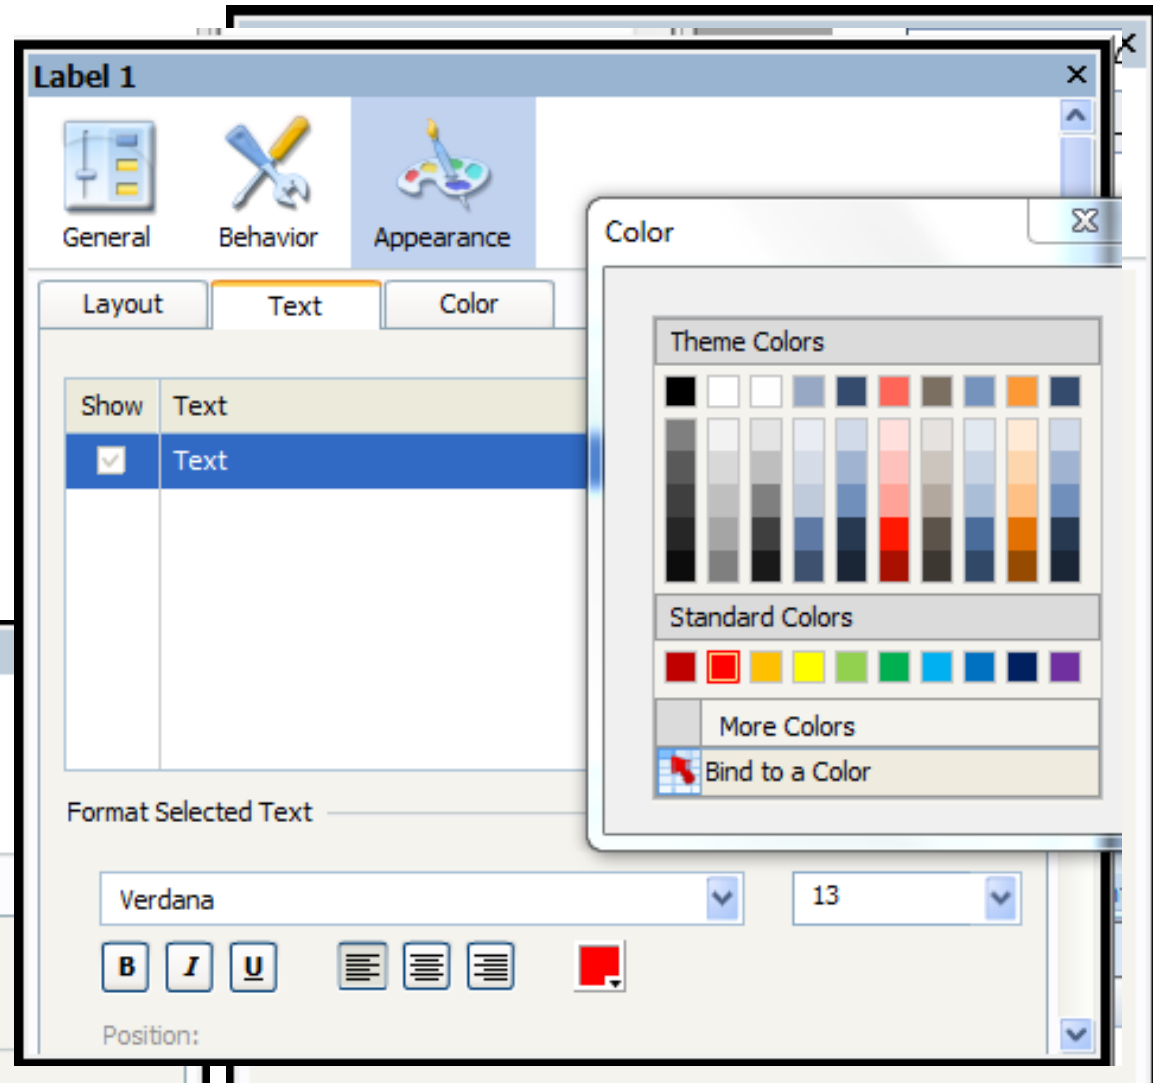 Label 1
General Behavior Appearance
Color
Layout Text Color
Theme Colors
Show Text
Text
Standard Colors
More Colors
Bind to a Color
Format Selected Text
Verdana 13
B I U
Position: